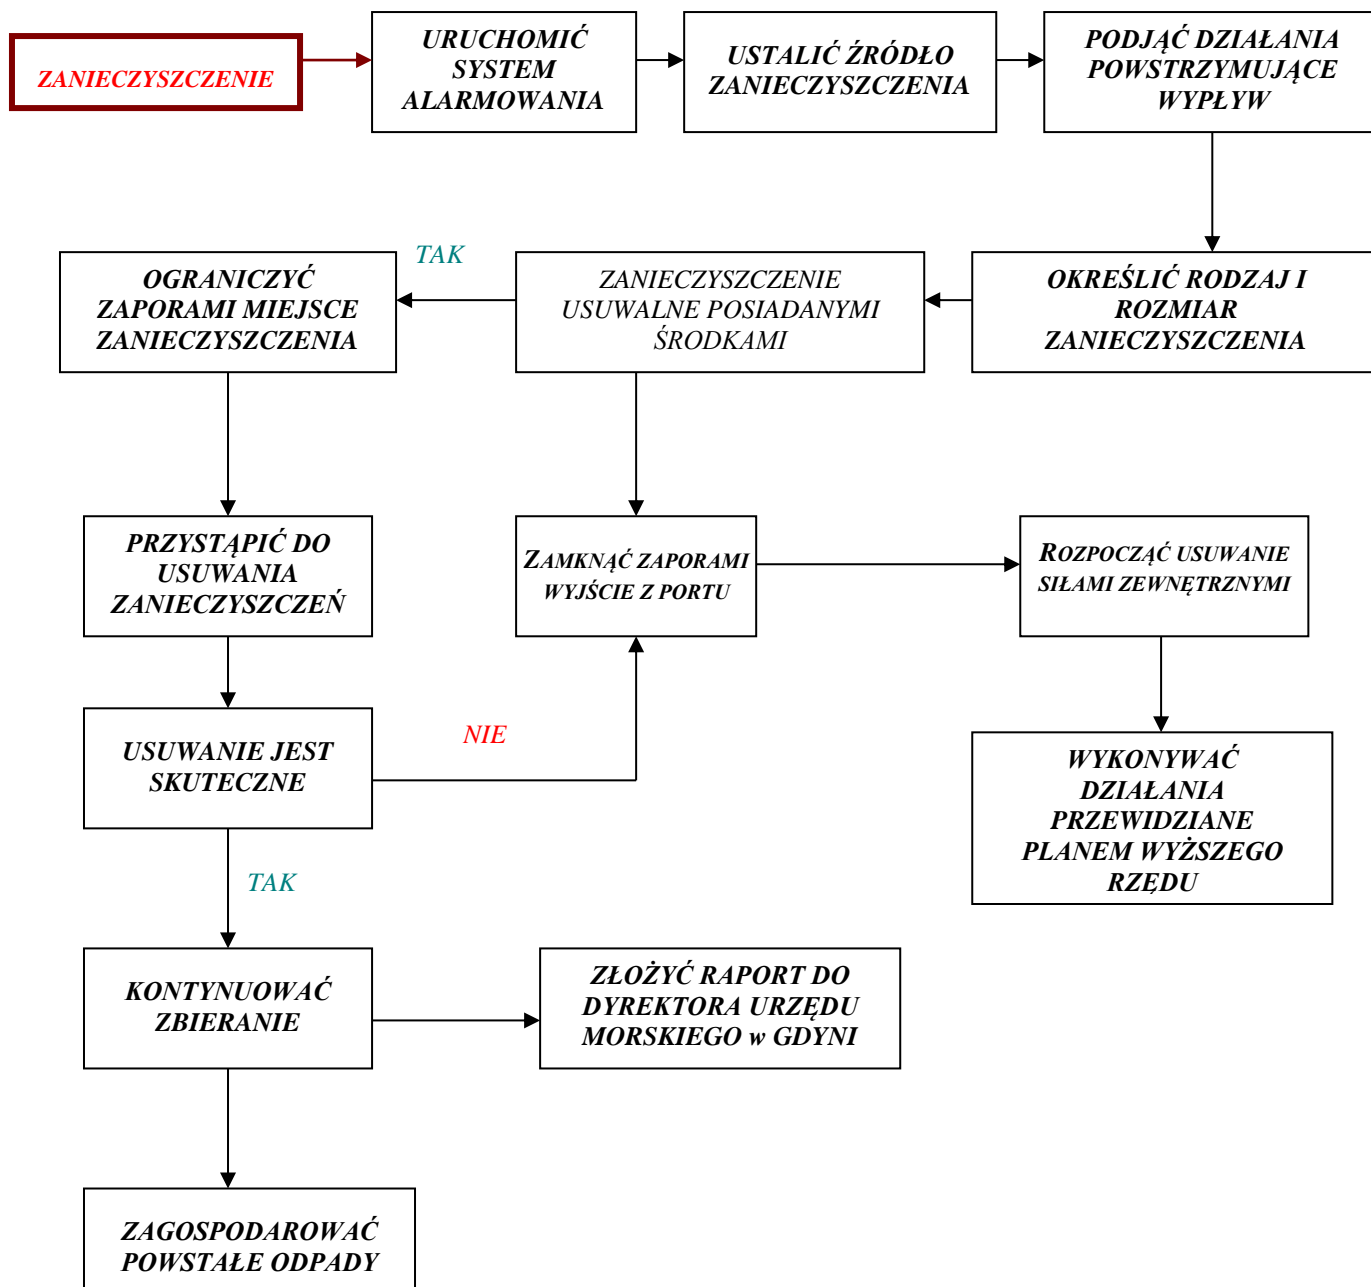 ZANIECZYSZCZENIE
URUCHOMIĆ
SYSTEM
ALARMOWANIA
USTALIĆ ŹRÓDŁO
ZANIECZYSZCZENIA
PODJĄĆ DZIAŁANIA
POWSTRZYMUJĄCE
WYPŁYW
OGRANICZYĆ
ZAPORAMI MIEJSCE
ZANIECZYSZCZENIA
TAK
ZANIECZYSZCZENIE
USUWALNE POSIADANYMI
ŚRODKAMI
OKREŚLIĆ RODZAJ I
ROZMIAR
ZANIECZYSZCZENIA
PRZYSTĄPIĆ DO
USUWANIA
ZANIECZYSZCZEŃ
ZAMKNĄĆ ZAPORAMI
WYJŚCIE Z PORTU
ROZPOCZĄĆ USUWANIE
SIŁAMI ZEWNĘTRZNYMI
USUWANIE JEST
SKUTECZNE
NIE
WYKONYWAĆ
DZIAŁANIA
PRZEWIDZIANE
PLANEM WYŻSZEGO
RZĘDU
TAK
KONTYNUOWAĆ
ZBIERANIE
ZŁOŻYĆ RAPORT DO
DYREKTORA URZĘDU
MORSKIEGO w GDYNI
ZAGOSPODAROWAĆ
POWSTAŁE ODPADY